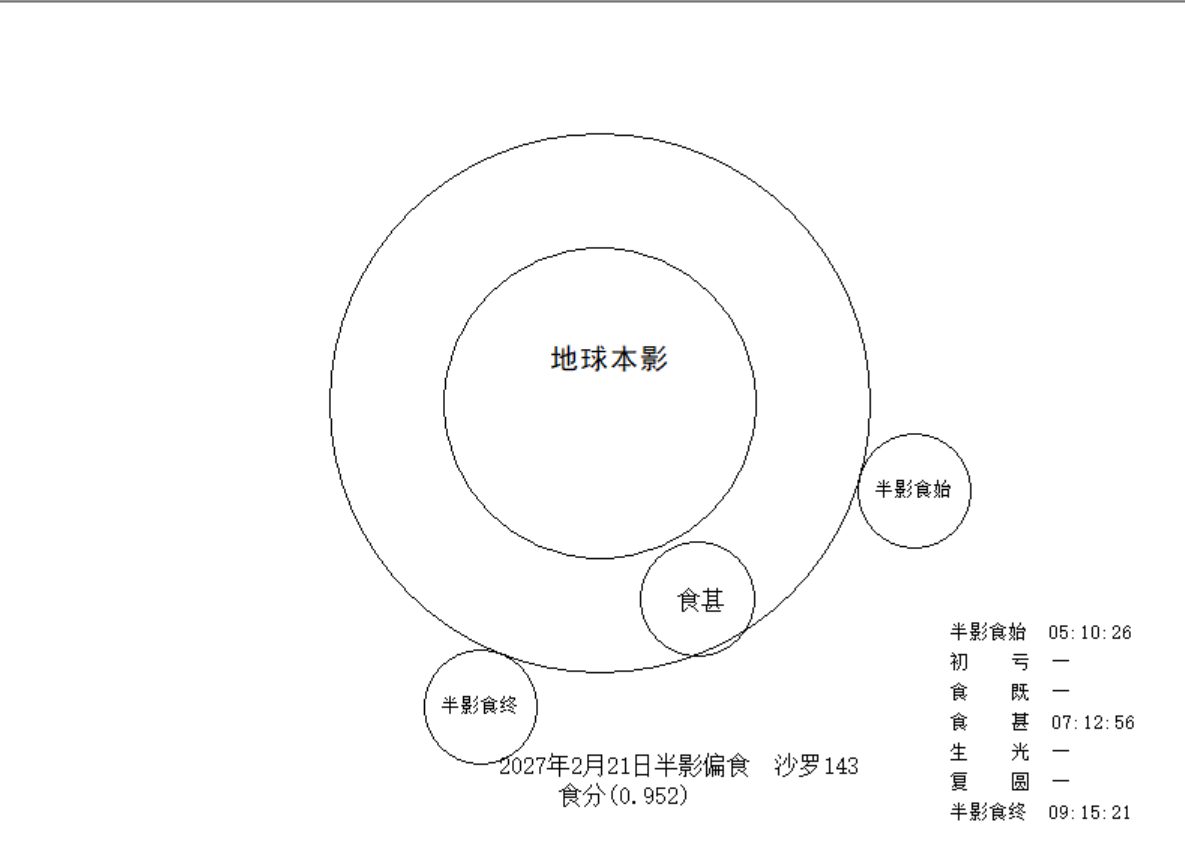 地球本影
半影食始
食甚
半影食终
2027年2月21日半影偏食 沙罗143
食分(0.952)
半影食始 05:10:26
初 亏 —
食 既 —
食 甚 07:12:56
生 光 —
复 圆 —
半影食终 09:15:21